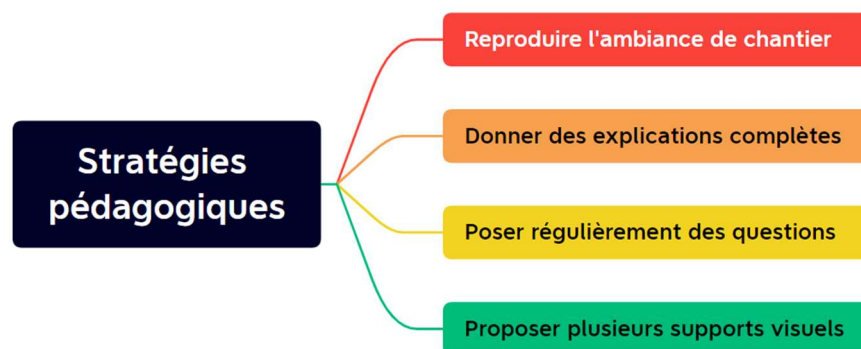 Stratégies
pédagogiques
Reproduire l'ambiance de chantier
Donner des explications complètes
Poser régulièrement des questions
Proposer plusieurs supports visuels